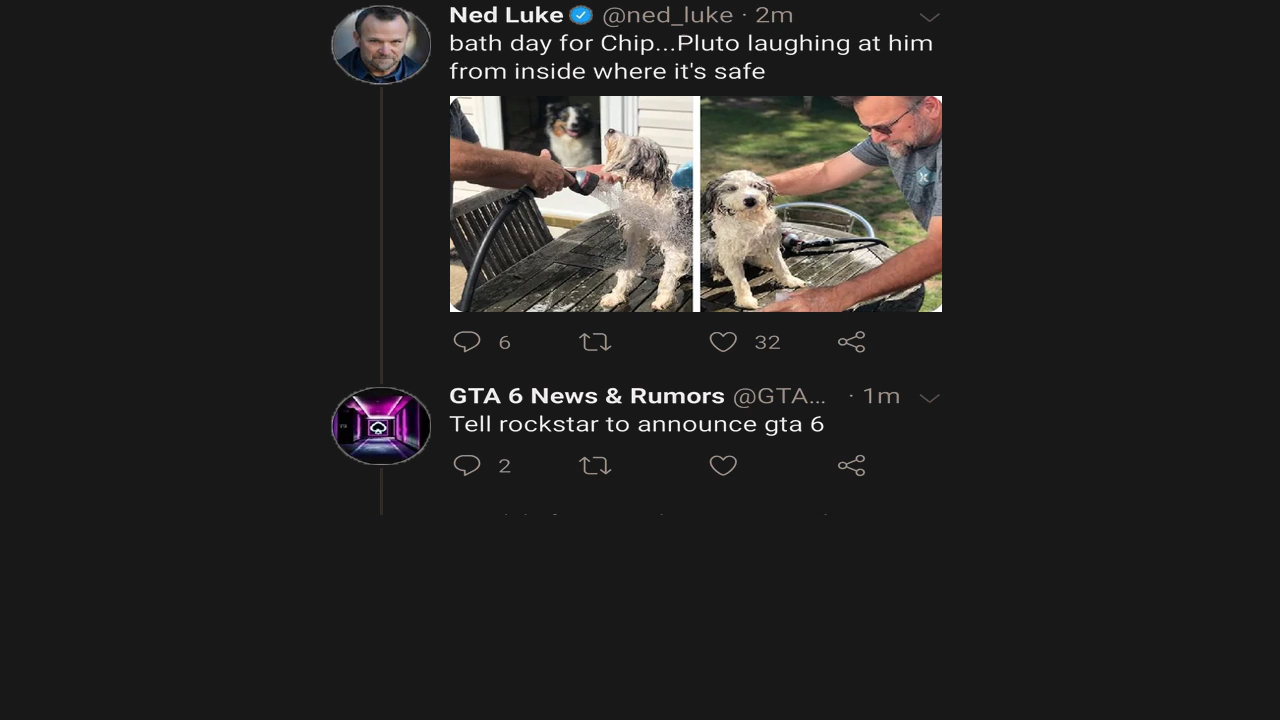 Ned Luke @ned_luke · 2m
bath day for Chip...Pluto laughing at him
from inside where it's safe
6 32
GTA 6 News & Rumors @GTA... · 1m
Tell rockstar to announce gta 6
2